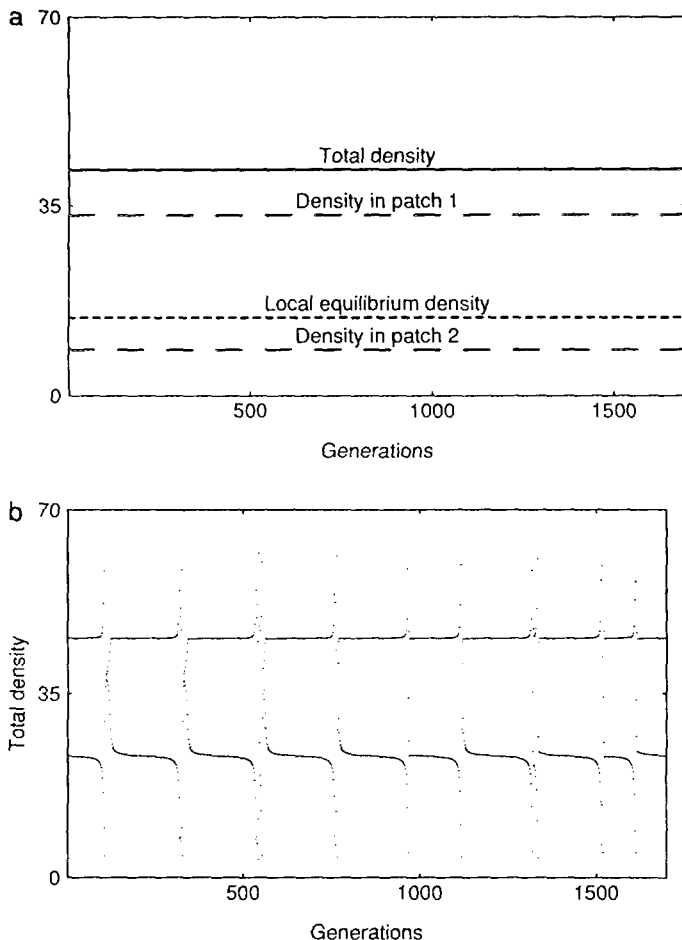 a
70
Total density
35
Density in patch 1
Local equilibrium density
Density in patch 2
0
500 1000 1500
Generations
b
70
Total density
35
0
500 1000 1500
Generations